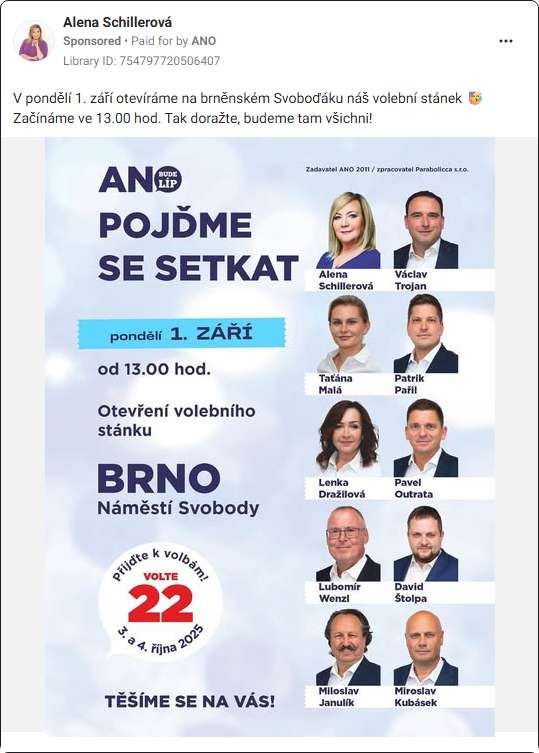 Alena Schillerová
Sponsored • Paid for by ANO
Library ID: 754797720506407
V pondělí 1. září otevíráme na brněnském Svoboďáku náš volební stánek
Začínáme ve 13.00 hod. Tak doražte, budeme tam všichni!
ANO
BUDE LÍP
Zadavatel ANO 2011 / zpracovatel Parabolicca s.r.o.
POJĎME
SE SETKAT
pondělí 1. ZÁŘÍ
od 13.00 hod.
Otevření volebního
stánku
BRNO
Náměstí Svobody
Přijďte k volbám!
VOLTE
22
3. a 4. října 2025
TĚŠÍME SE NA VÁS!
Alena
Schillerová
Václav
Trojan
Taťána
Malá
Patrik
Pařil
Lenka
Dražilová
Pavel
Outrata
Lubomír
Wenzl
David
Štolpa
Miloslav
Janulík
Miroslav
Kubásek